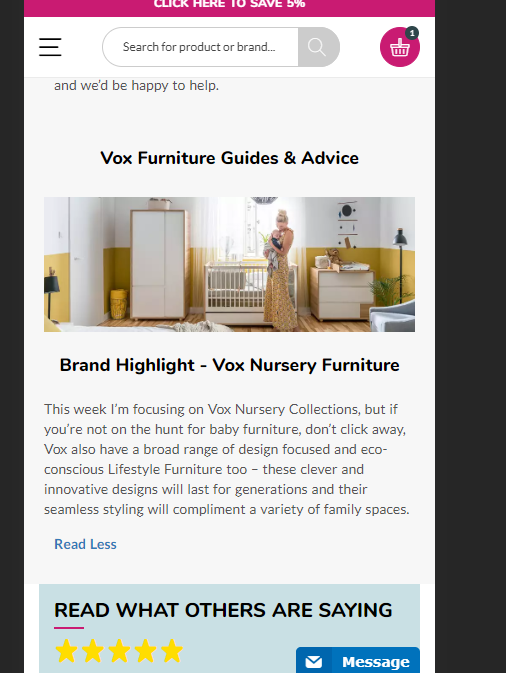 CLICK HERE TO SAVE 5%
Search for product or brand...
1
and we'd be happy to help.
Vox Furniture Guides & Advice
Brand Highlight - Vox Nursery Furniture
This week I'm focusing on Vox Nursery Collections, but if
you're not on the hunt for baby furniture, don't click away,
Vox also have a broad range of design focused and eco-
conscious Lifestyle Furniture too – these clever and
innovative designs will last for generations and their
seamless styling will compliment a variety of family spaces.
Read Less
READ WHAT OTHERS ARE SAYING
Message